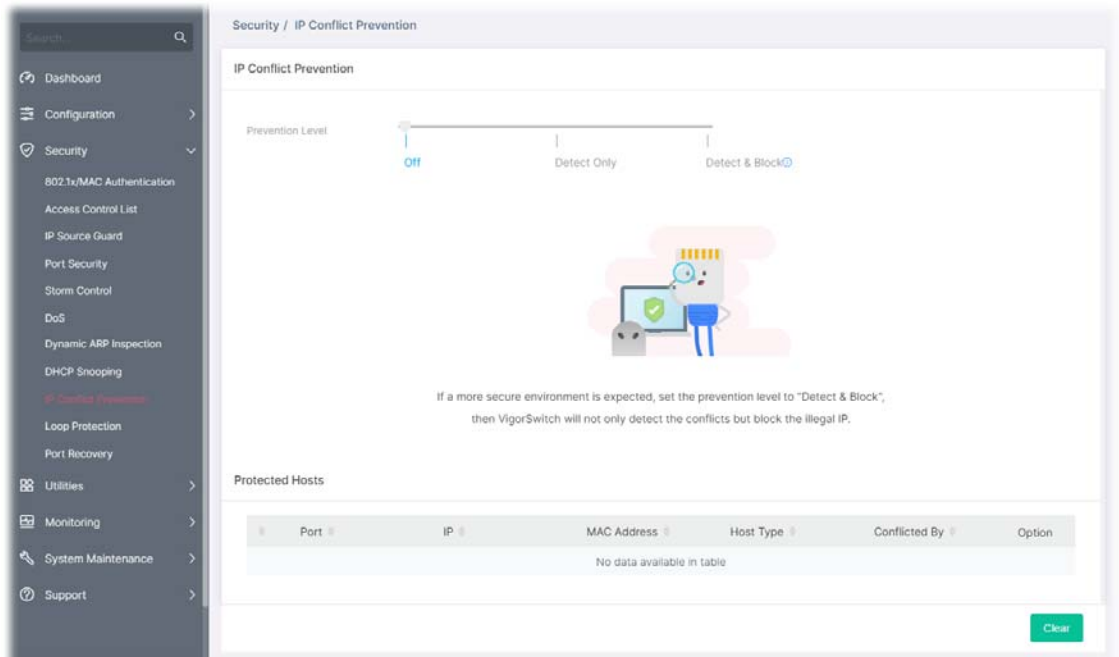 Search...
Dashboard
Configuration
Security
802.1x/MAC Authentication
Access Control List
IP Source Guard
Port Security
Storm Control
DoS
Dynamic ARP Inspection
DHCP Snooping
IP Conflict Prevention
Loop Protection
Port Recovery
Utilities
Monitoring
System Maintenance
Support
Security / IP Conflict Prevention
IP Conflict Prevention
Prevention Level
Off Detect Only Detect & Block
If a more secure environment is expected, set the prevention level to "Detect & Block",
then VigorSwitch will not only detect the conflicts but block the illegal IP.
Protected Hosts
Port IP MAC Address Host Type Conflicted By Option
No data available in table
Clear